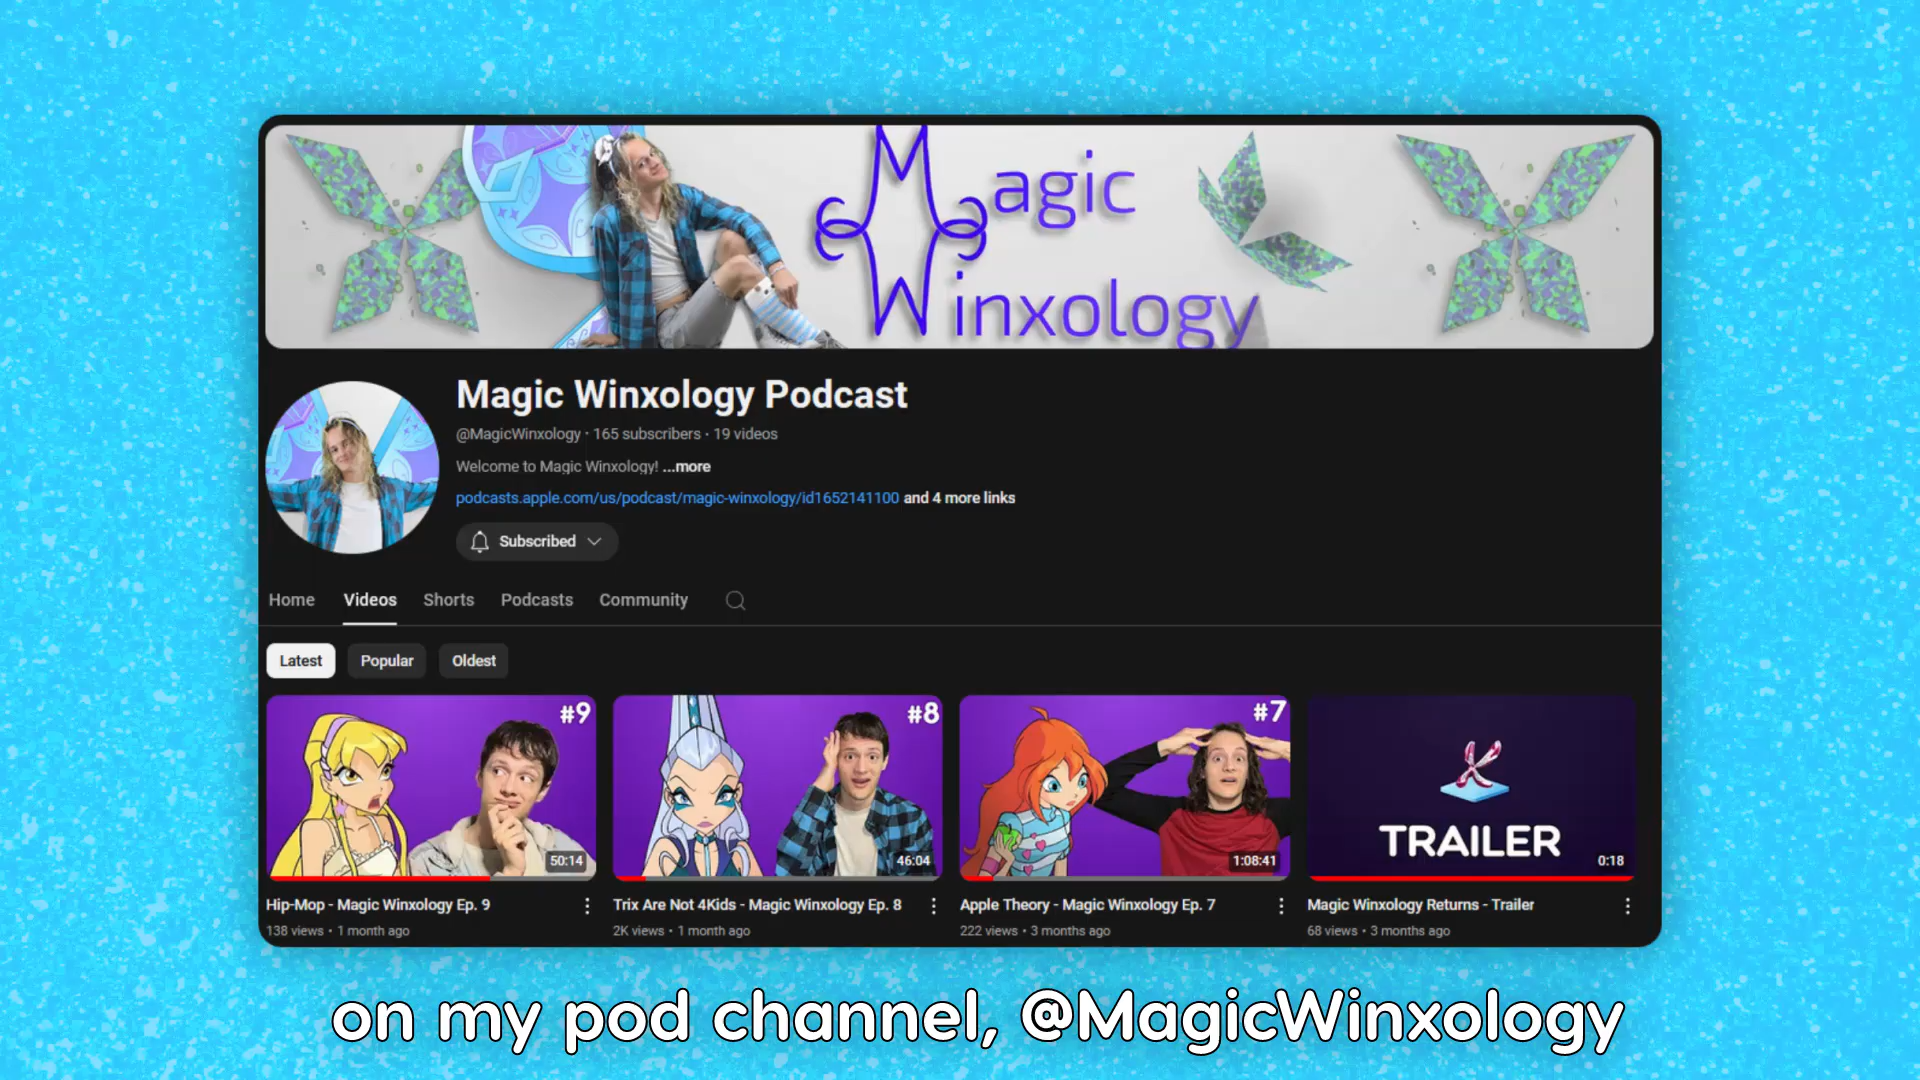 Magic
Winxology
Magic Winxology Podcast
@MagicWinxology · 165 subscribers · 19 videos
Welcome to Magic Winxology! ...more
podcasts.apple.com/us/podcast/magic-winxology/id1652141100 and 4 more links
Subscribed
Home Videos Shorts Podcasts Community
Latest Popular Oldest
#9 #8 #7
TRAILER
50:14 46:04 1:08:41 0:18
Hip-Mop - Magic Winxology Ep. 9
138 views • 1 month ago
Trix Are Not 4Kids - Magic Winxology Ep. 8
2K views • 1 month ago
Apple Theory - Magic Winxology Ep. 7
222 views • 3 months ago
Magic Winxology Returns - Trailer
68 views • 3 months ago
on my pod channel, @MagicWinxology